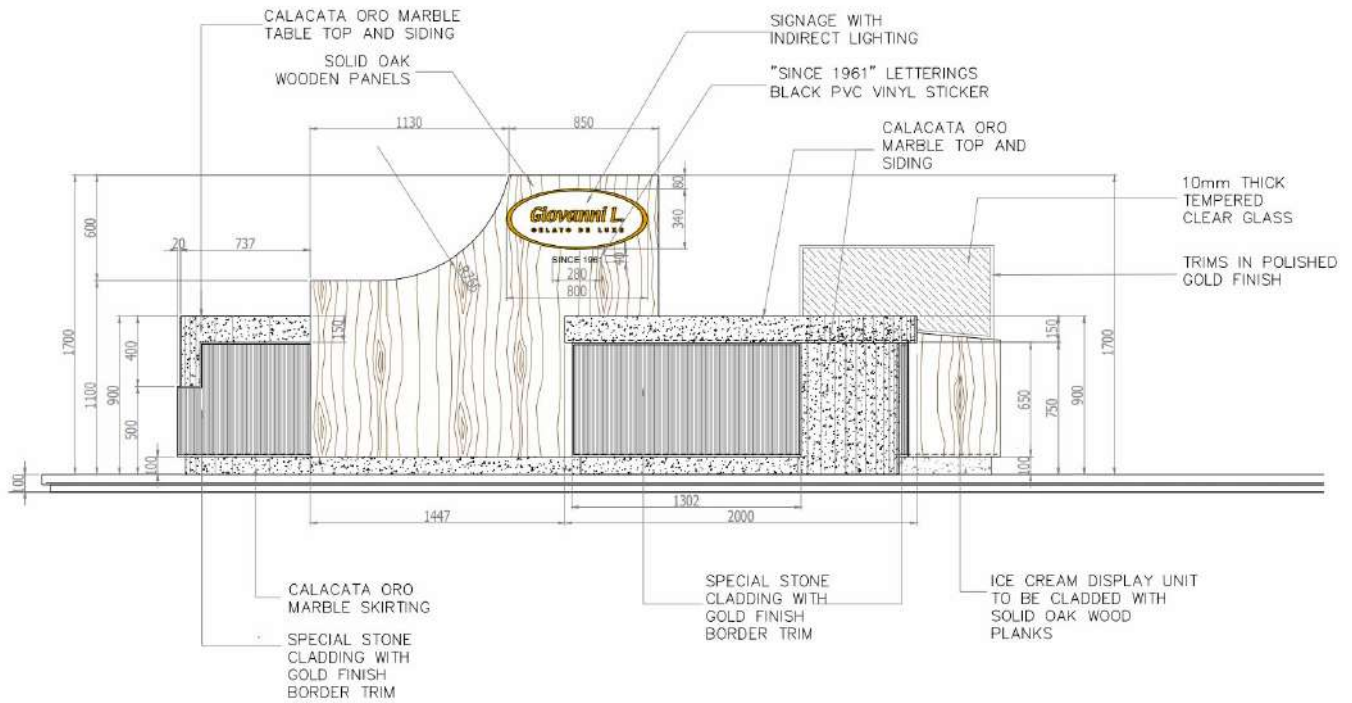 CALACATA ORO MARBLE
TABLE TOP AND SIDING
SOLID OAK
WOODEN PANELS
SIGNAGE WITH
INDIRECT LIGHTING
"SINCE 1961" LETTERINGS
BLACK PVC VINYL STICKER
CALACATA ORO
MARBLE TOP AND
SIDING
10mm THICK
TEMPERED
CLEAR GLASS
TRIMS IN POLISHED
GOLD FINISH
1130
850
80
340
Giovanni L.
GELATO DE LUXE
SINCE 1961
40
280
800
600
20
737
1700
1100
900
400
500
150
100
100
150
650
750
900
1700
100
1302
1447
2000
CALACATA ORO
MARBLE SKIRTING
SPECIAL STONE
CLADDING WITH
GOLD FINISH
BORDER TRIM
SPECIAL STONE
CLADDING WITH
GOLD FINISH
BORDER TRIM
ICE CREAM DISPLAY UNIT
TO BE CLADDED WITH
SOLID OAK WOOD
PLANKS